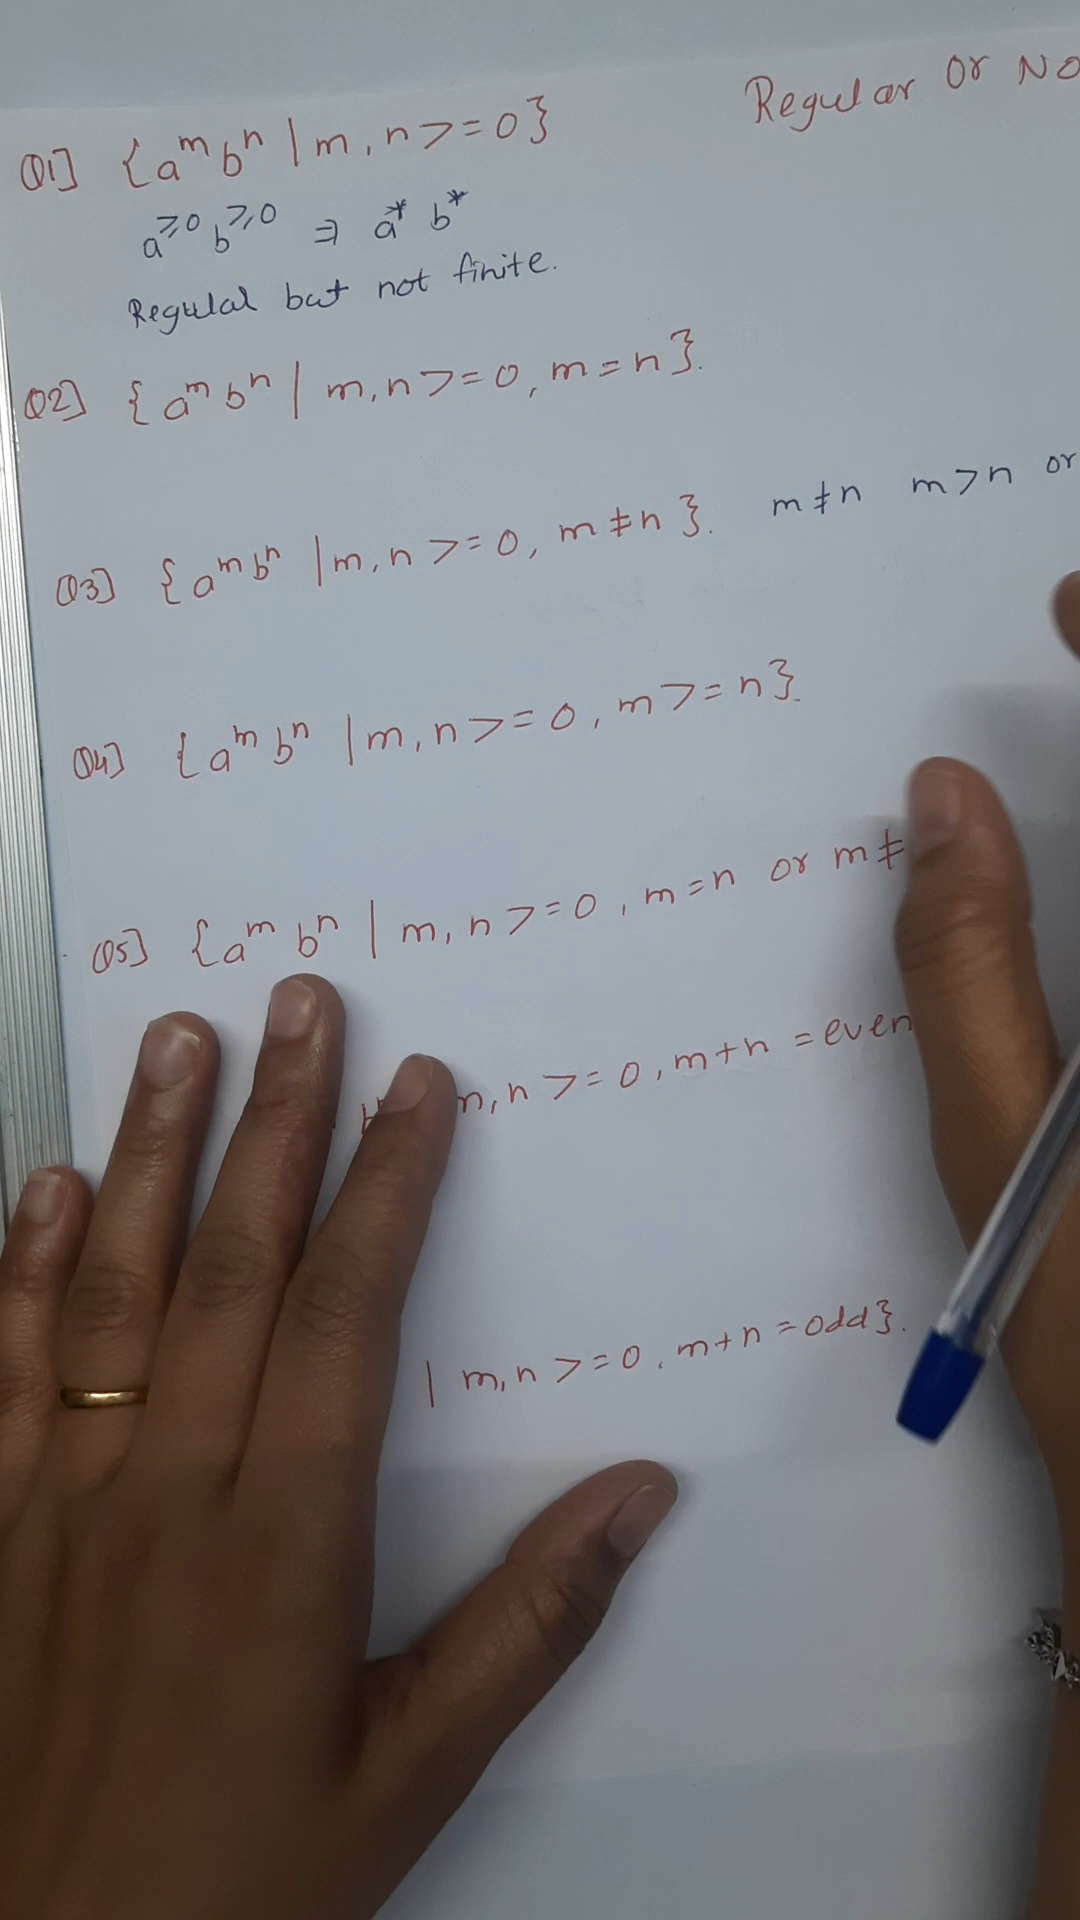 Regular Or NO
Q1] {a^m b^n | m, n >= 0}
a^≥0 b^≥0 ⇒ a* b*
Regular but not finite.
Q2] {a^m b^n | m, n >= 0, m = n}.
Q3] {a^m b^n | m, n >= 0, m ≠ n}. m ≠ n m > n or
Q4] {a^m b^n | m, n >= 0, m >= n}.
Q5] {a^m b^n | m, n >= 0, m = n or m ≠
n, n >= 0, m+n = even
| m, n >= 0, m+n = odd}.